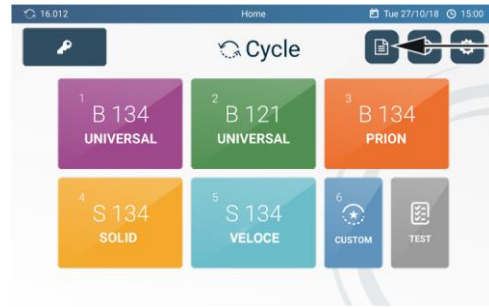 16.012 Home Tue 27/10/18 15:00
Cycle
1 2 3
B 134 B 121 B 134
UNIVERSAL UNIVERSAL PRION
4 5 6
S 134 S 134
SOLID VELOCE CUSTOM TEST